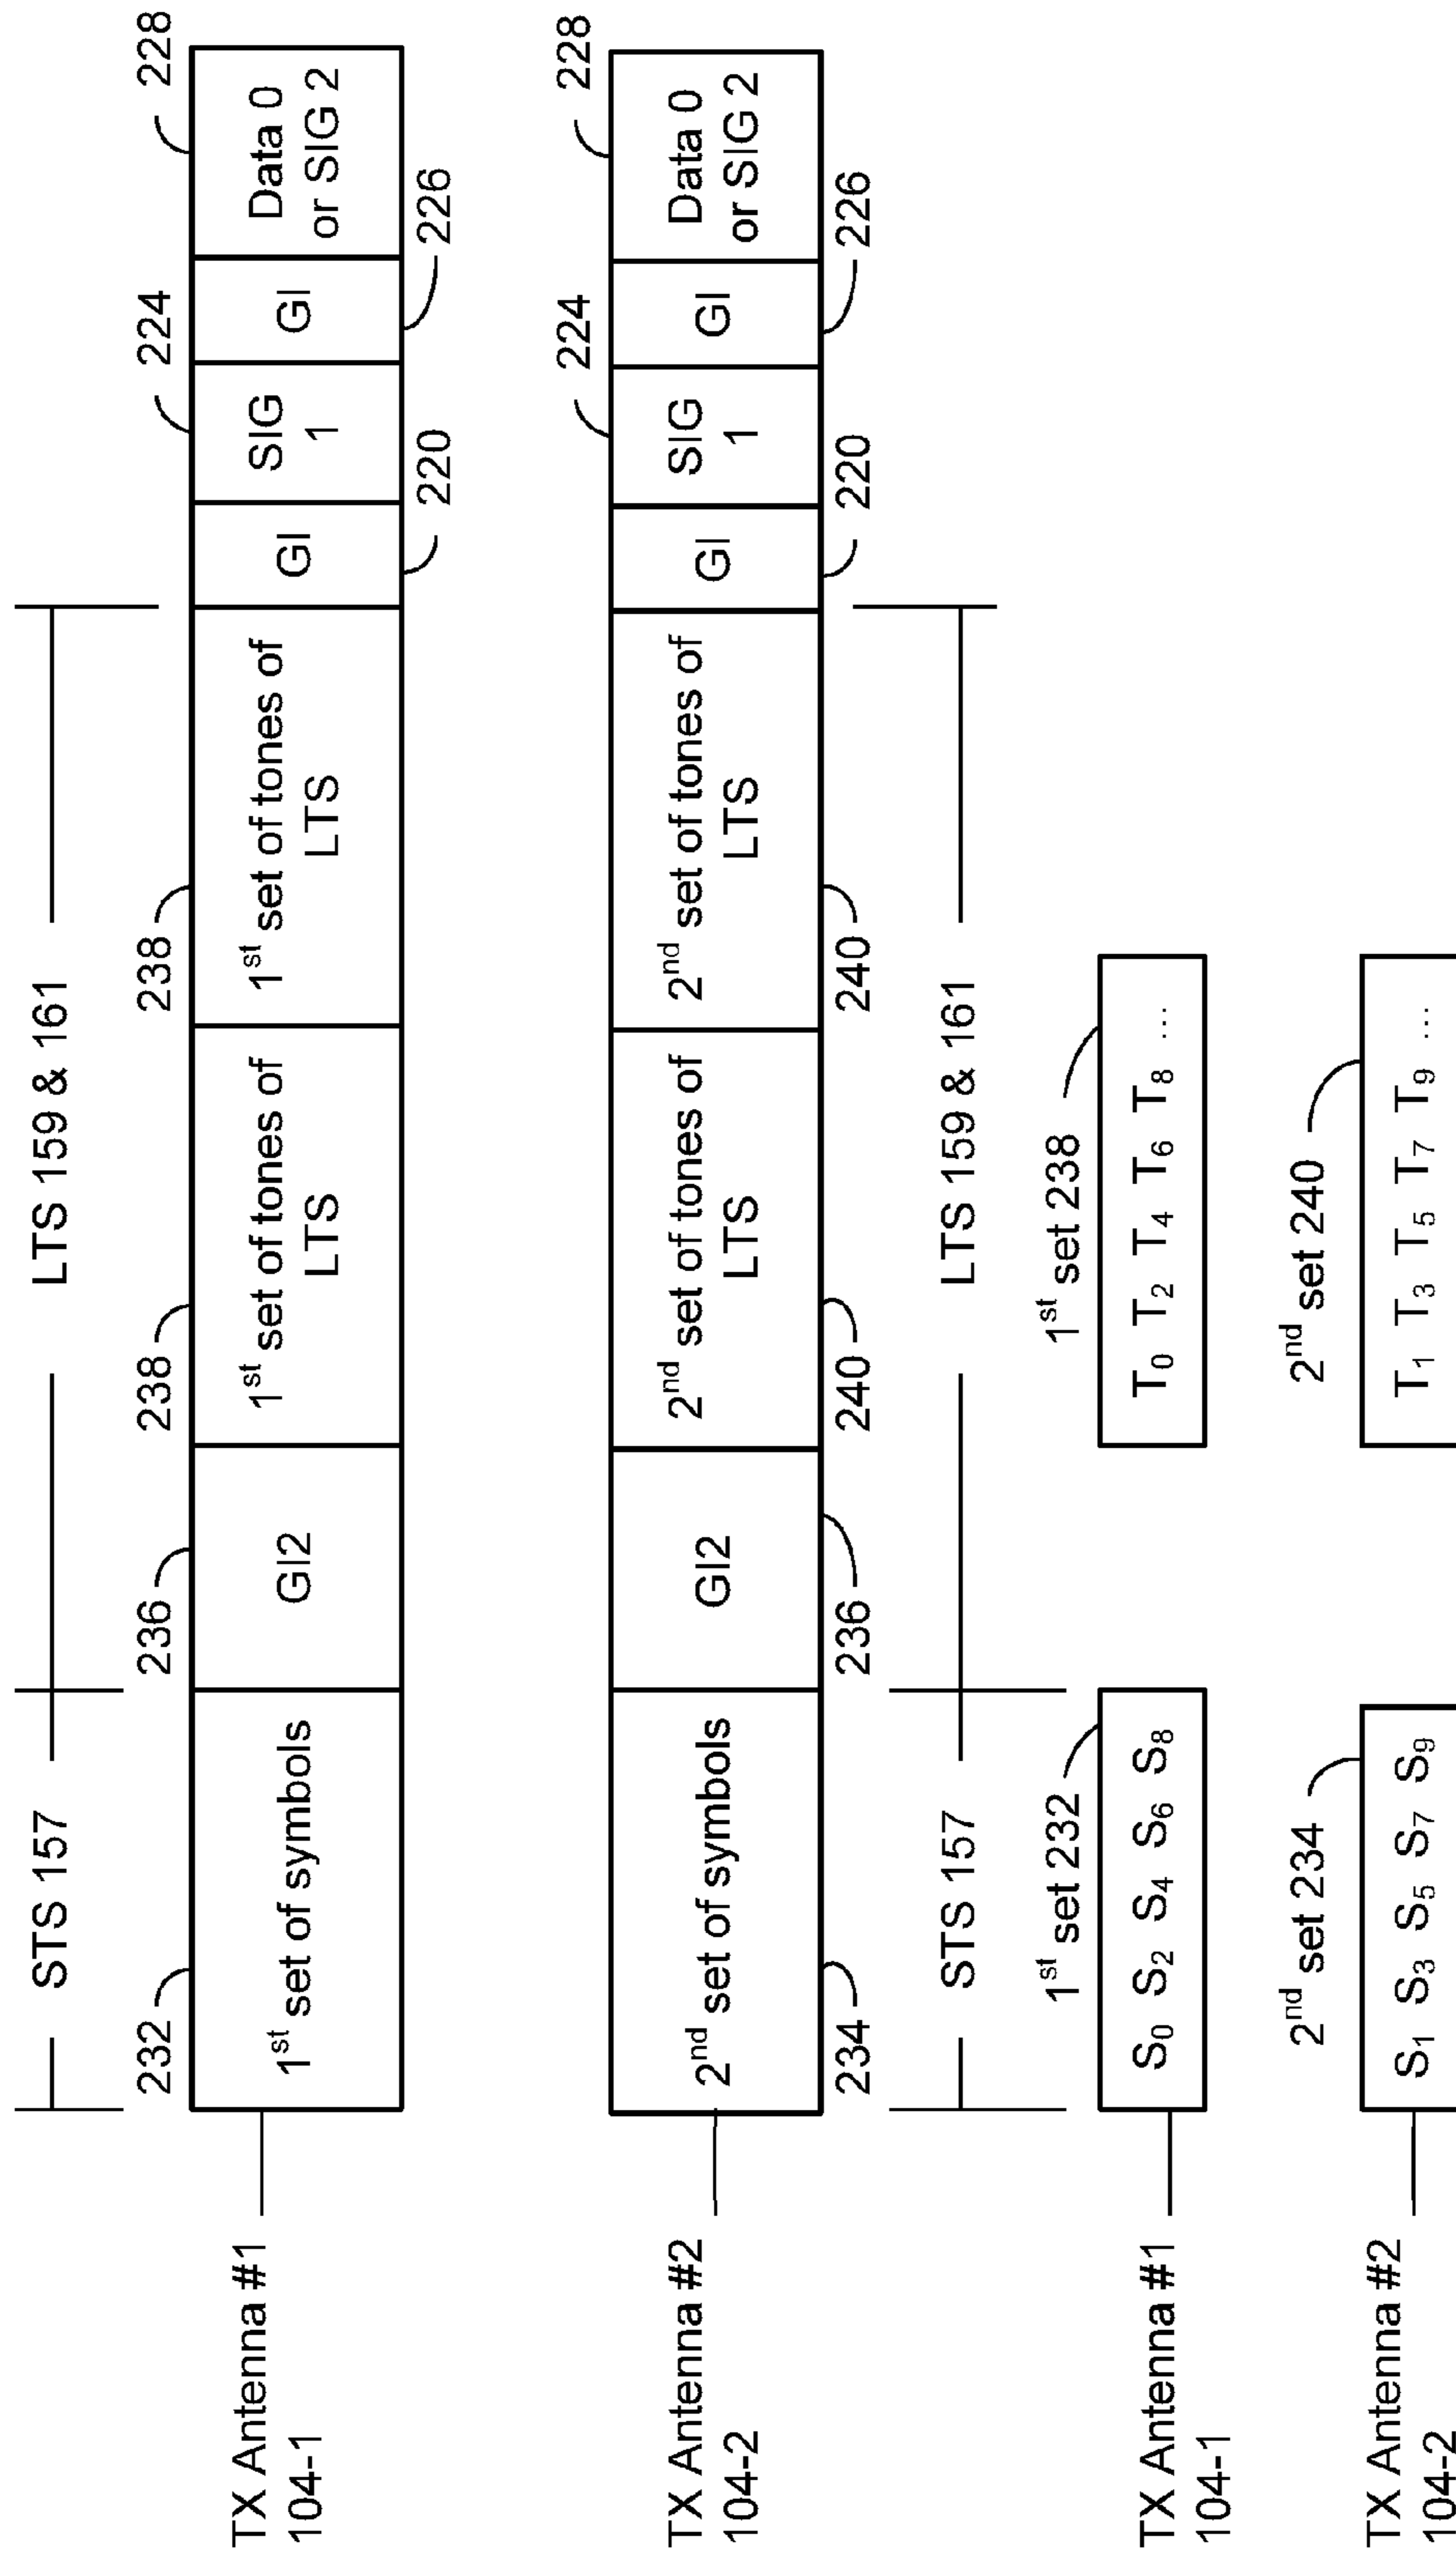 STS 157
LTS 159 & 161
232
236
238
238
224
228
TX Antenna #1
104-1
1st set of symbols
GI2
1st set of tones of
LTS
1st set of tones of
LTS
GI
SIG
1
GI
Data 0
or SIG 2
220
226
224
228
TX Antenna #2
104-2
2nd set of symbols
GI2
2nd set of tones of
LTS
2nd set of tones of
LTS
GI
SIG
1
GI
Data 0
or SIG 2
234
236
240
240
220
226
STS 157
LTS 159 & 161
1st set 232
1st set 238
TX Antenna #1
104-1
S0 S2 S4 S6 S8
T0 T2 T4 T6 T8 ...
2nd set 234
2nd set 240
TX Antenna #2
104-2
S1 S3 S5 S7 S9
T1 T3 T5 T7 T9 ...